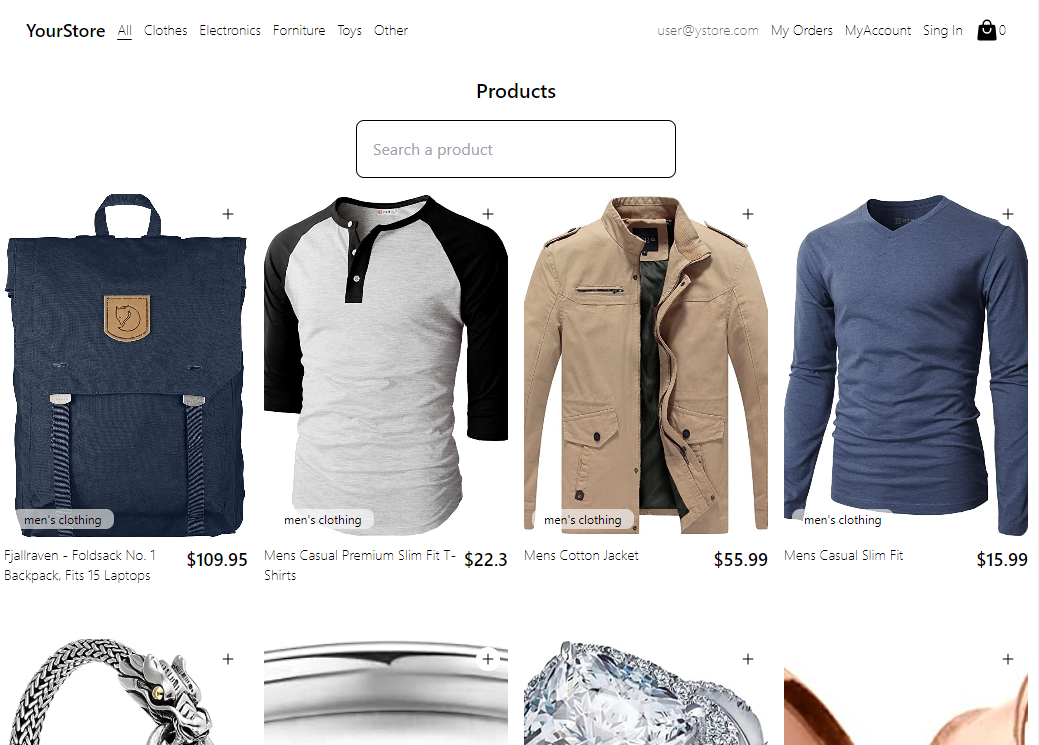 YourStore All Clothes Electronics Forniture Toys Other user@ystore.com My Orders MyAccount Sing In 0
Products
Search a product
+ + + +
men's clothing men's clothing men's clothing men's clothing
Fjallraven - Foldsack No. 1 $109.95 Mens Casual Premium Slim Fit T- $22.3 Mens Cotton Jacket $55.99 Mens Casual Slim Fit $15.99
Backpack, Fits 15 Laptops Shirts
+ + + +